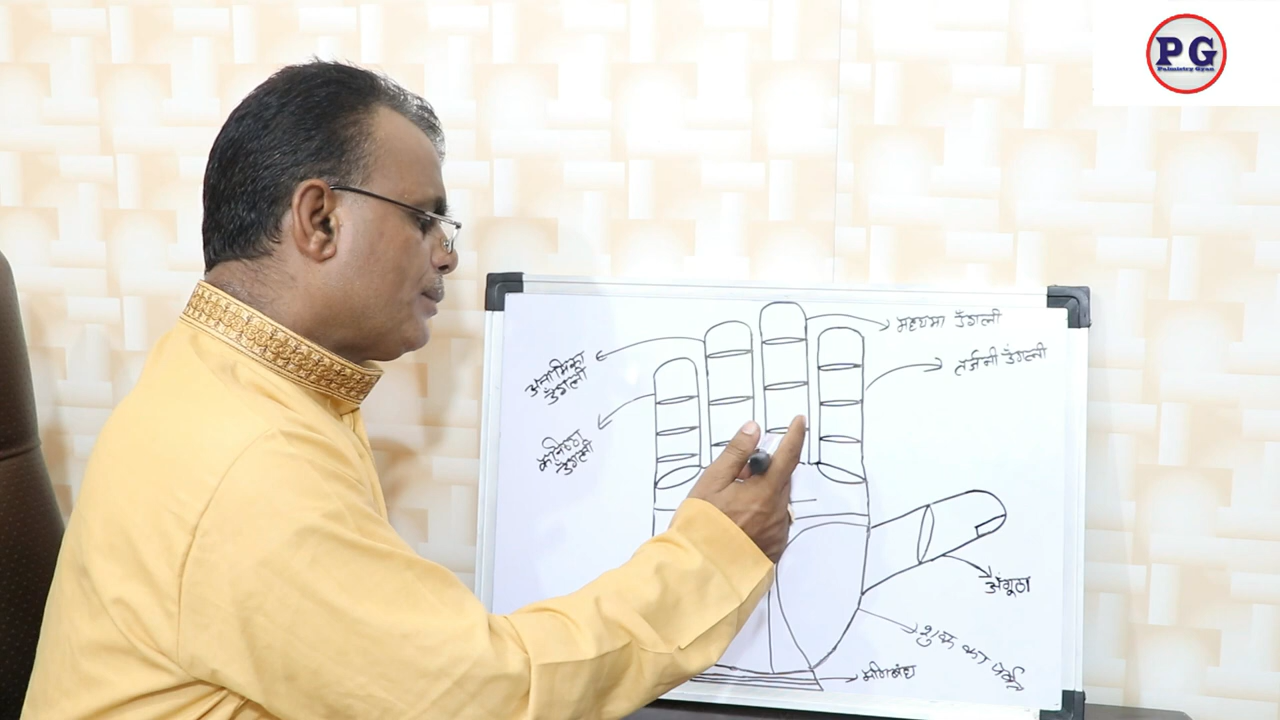 PG
Palmistry Gyan
मध्यमा उँगली
तर्जनी उँगली
अनामिका
उँगली
कनिष्ठा
उँगली
अँगूठा
शुक्र का पर्वत
मणिबंध